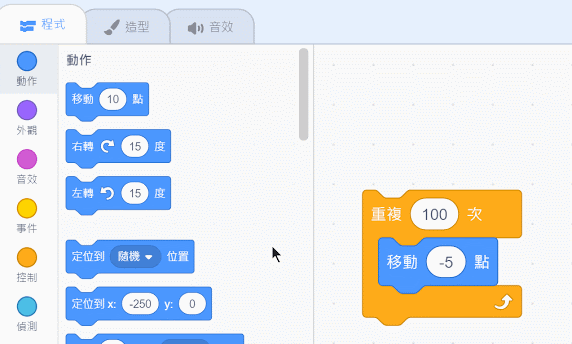 程式
造型
音效
動作
外觀
音效
事件
控制
偵測
動作
移動 10 點
右轉 15 度
左轉 15 度
定位到 隨機 位置
定位到 x: -250 y: 0
重複 100 次
移動 -5 點